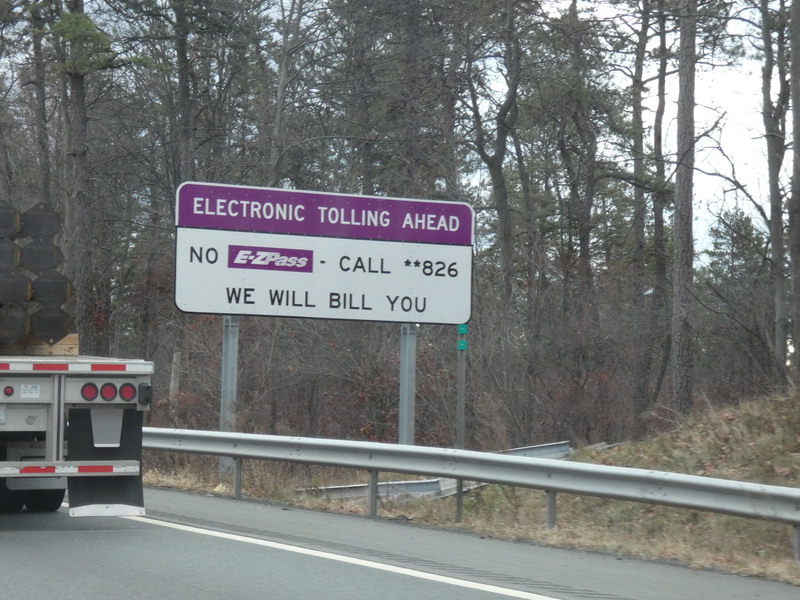 ELECTRONIC TOLLING AHEAD
NO E-ZPass - CALL **826
WE WILL BILL YOU